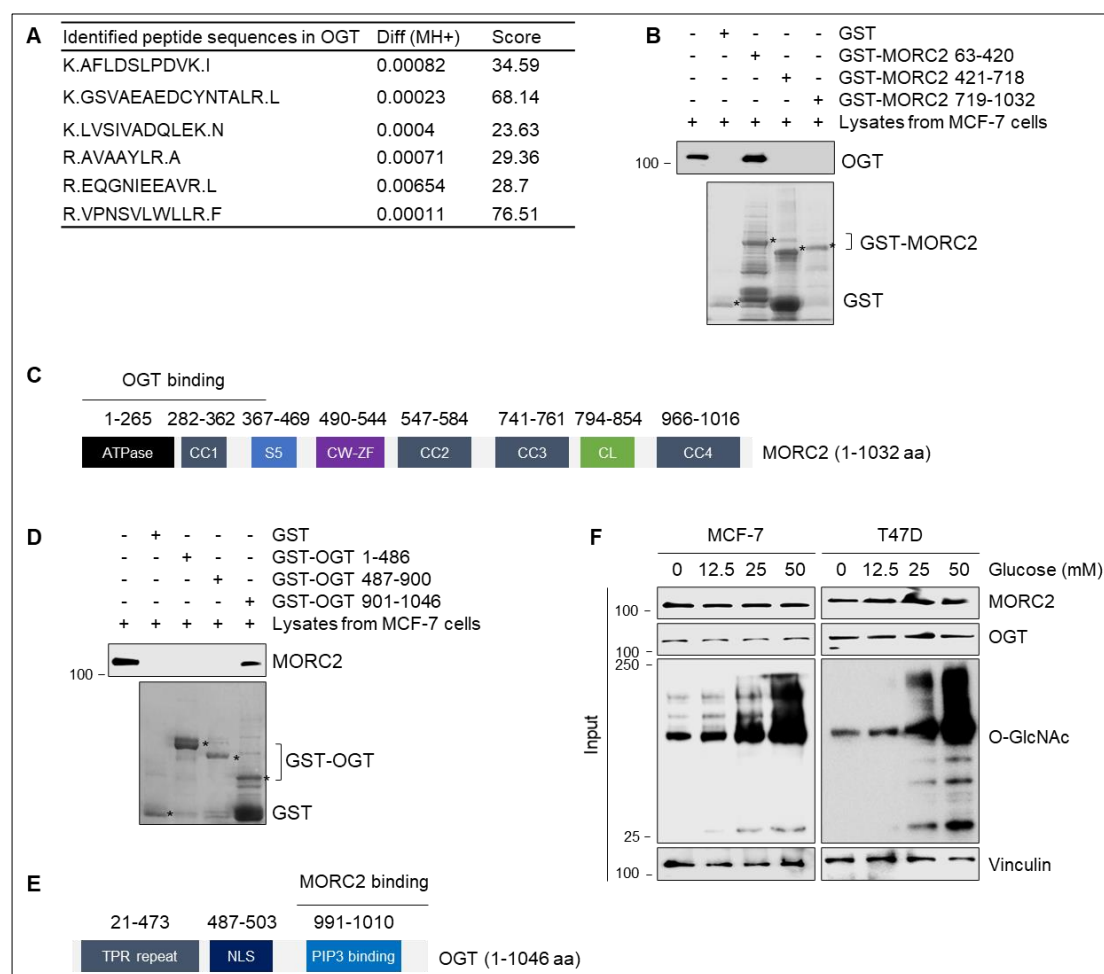 A
Identified peptide sequences in OGT Diff (MH+) Score
K.AFLDSLPDVK.I 0.00082 34.59
K.GSVAEAEDCYNTALR.L 0.00023 68.14
K.LVSIVADQLEK.N 0.0004 23.63
R.AVAAYLR.A 0.00071 29.36
R.EQGNIEEAVR.L 0.00654 28.7
R.VPNSVLWLLR.F 0.00011 76.51
B
- + - - - GST
- - + - - GST-MORC2 63-420
- - - + - GST-MORC2 421-718
- - - - + GST-MORC2 719-1032
+ + + + + Lysates from MCF-7 cells
100 - OGT
* * * GST-MORC2
* GST
C
OGT binding
1-265 282-362 367-469 490-544 547-584 741-761 794-854 966-1016
ATPase CC1 S5 CW-ZF CC2 CC3 CL CC4 MORC2 (1-1032 aa)
D
- + - - - GST
- - + - - GST-OGT 1-486
- - - + - GST-OGT 487-900
- - - - + GST-OGT 901-1046
+ + + + + Lysates from MCF-7 cells
MORC2
100 -
* * * GST-OGT
* GST
E
MORC2 binding
21-473 487-503 991-1010
TPR repeat NLS PIP3 binding OGT (1-1046 aa)
F
MCF-7 T47D
0 12.5 25 50 0 12.5 25 50 Glucose (mM)
Input
100 - MORC2
100 - OGT
250 -
O-GlcNAc
25 -
100 - Vinculin